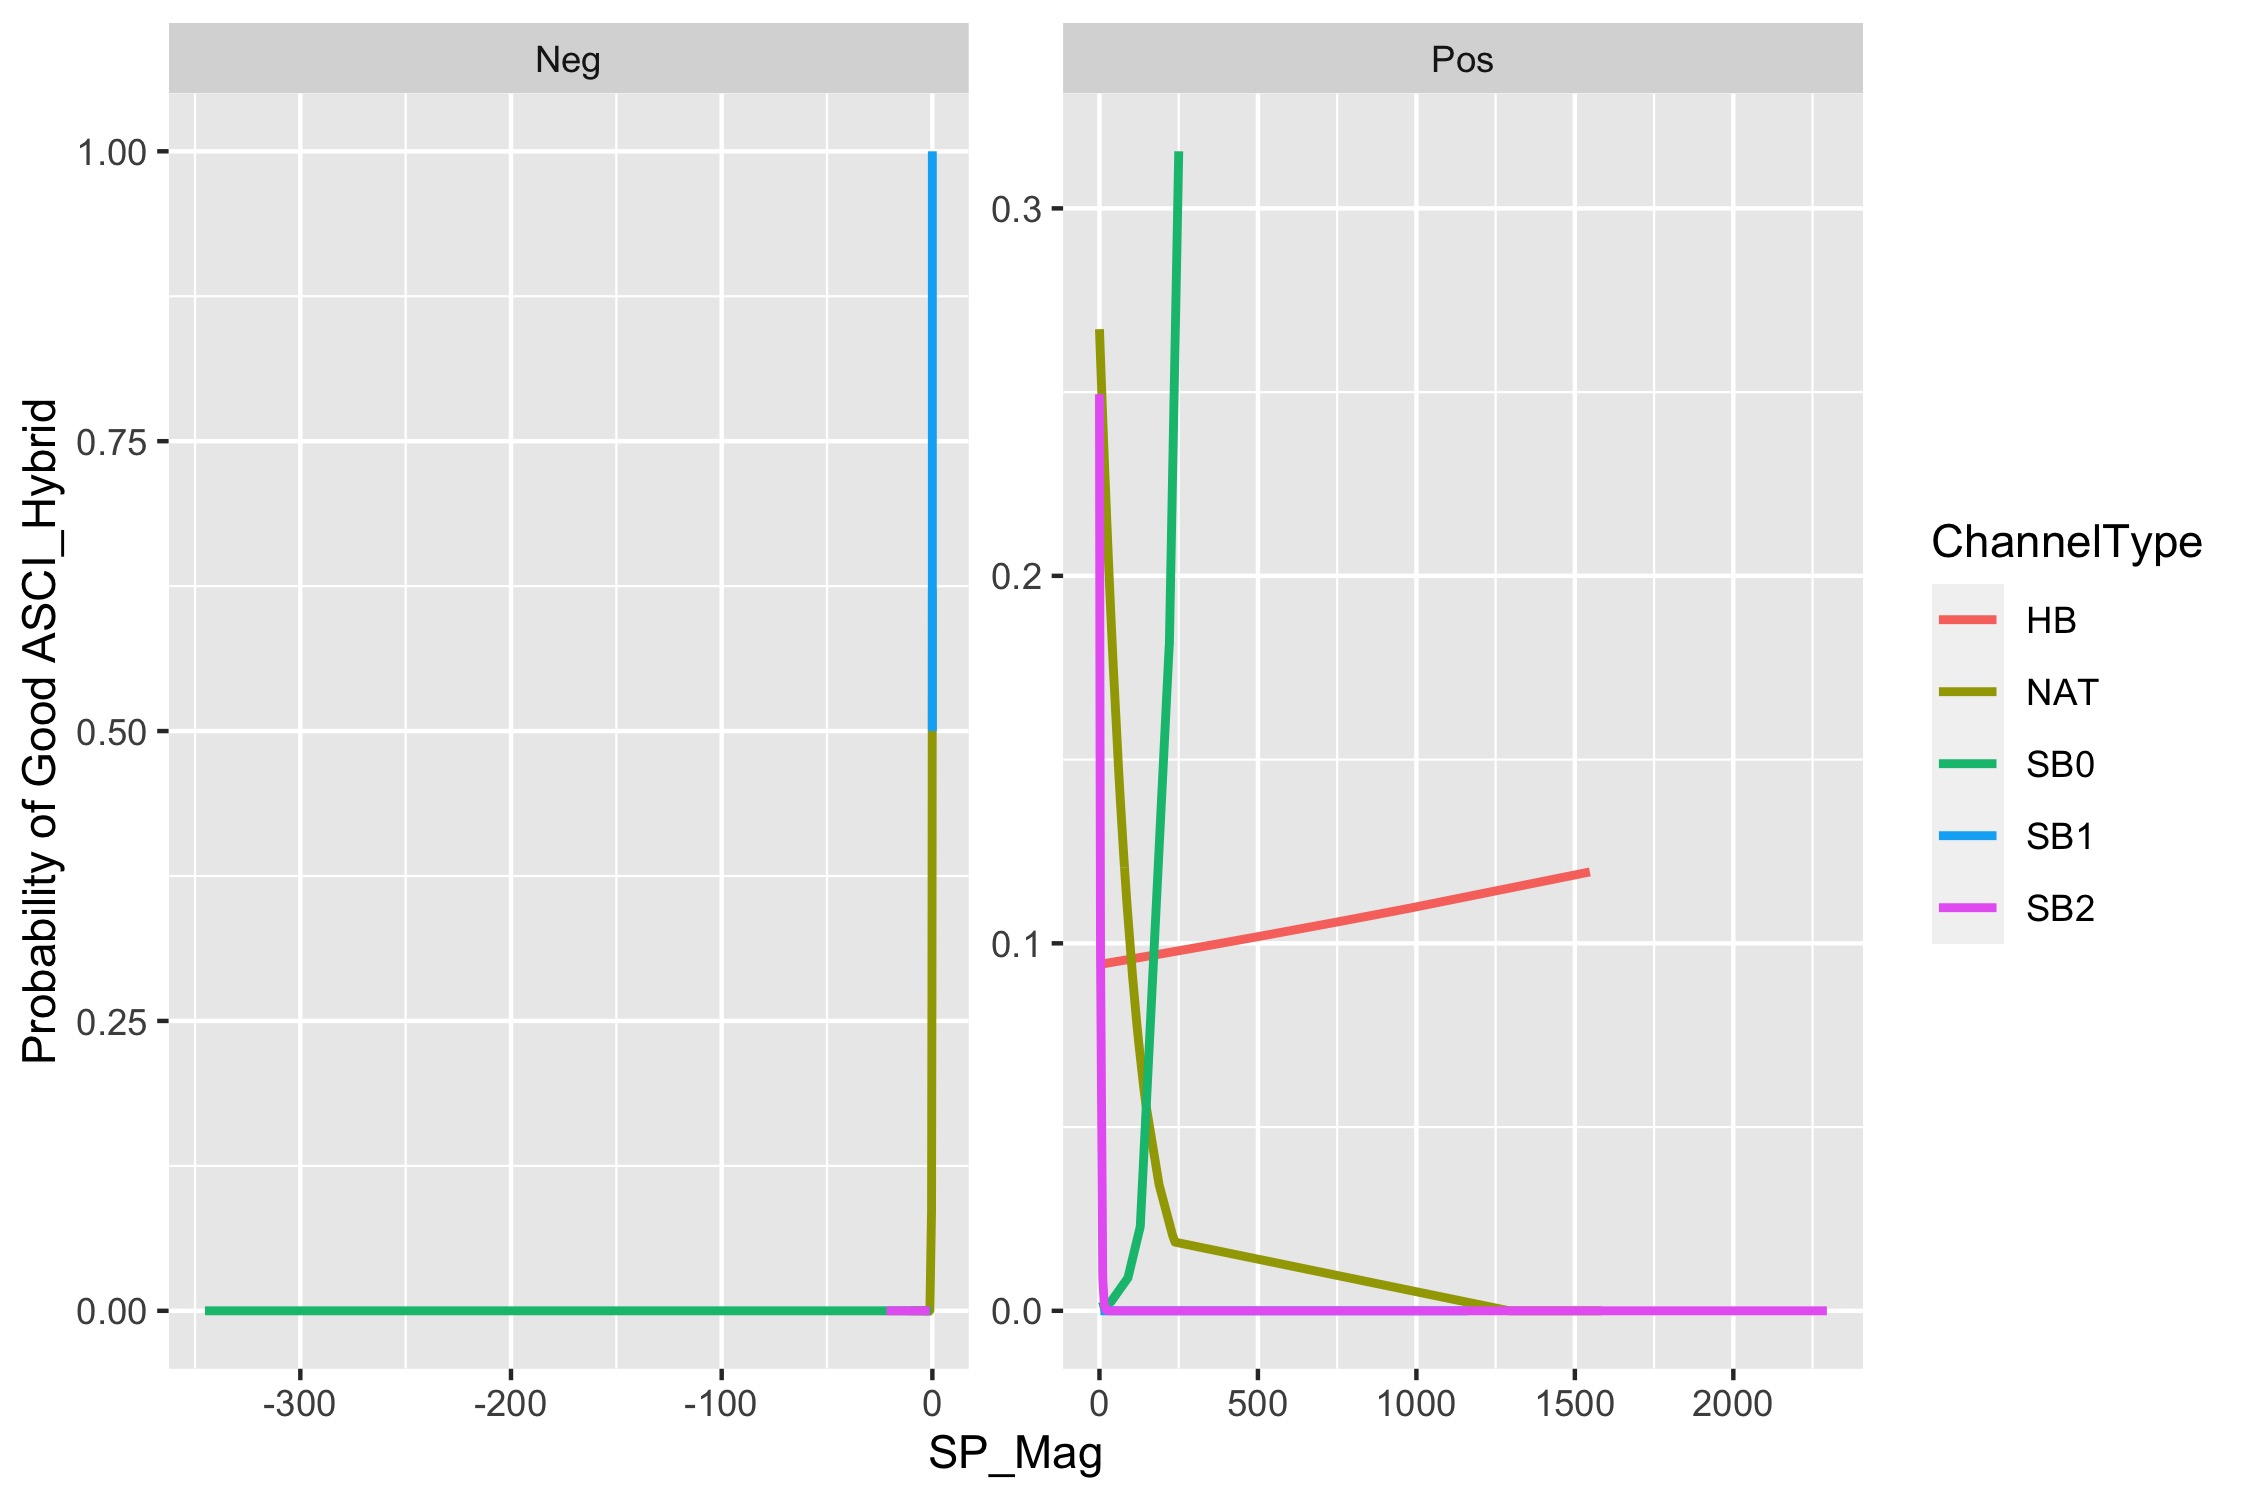 Neg
Pos
Probability of Good ASCI_Hybrid
1.00
0.75
0.50
0.25
0.00
0.3
0.2
0.1
0.0
-300 -200 -100 0
0 500 1000 1500 2000
SP_Mag
ChannelType
HB
NAT
SB0
SB1
SB2